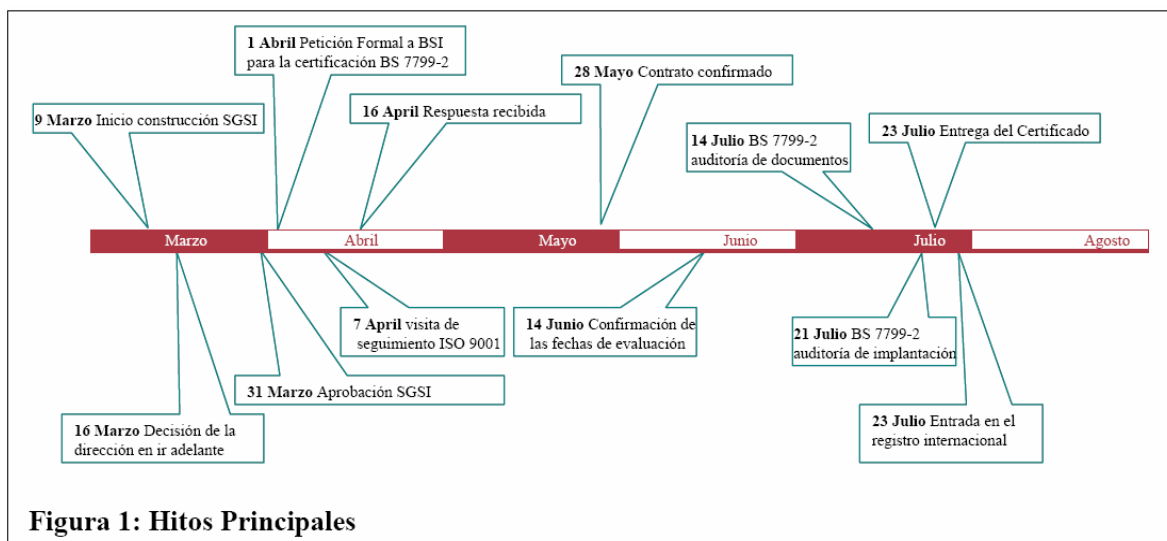 1 Abril Petición Formal a BSI
para la certificación BS 7799-2
28 Mayo Contrato confirmado
16 April Respuesta recibida
9 Marzo Inicio construcción SGSI
14 Julio BS 7799-2
auditoría de documentos
23 Julio Entrega del Certificado
Marzo
Abril
Mayo
Junio
Julio
Agosto
7 April visita de
seguimiento ISO 9001
14 Junio Confirmación de
las fechas de evaluación
21 Julio BS 7799-2
auditoría de implantación
31 Marzo Aprobación SGSI
16 Marzo Decisión de la
dirección en ir adelante
23 Julio Entrada en el
registro internacional
Figura 1: Hitos Principales